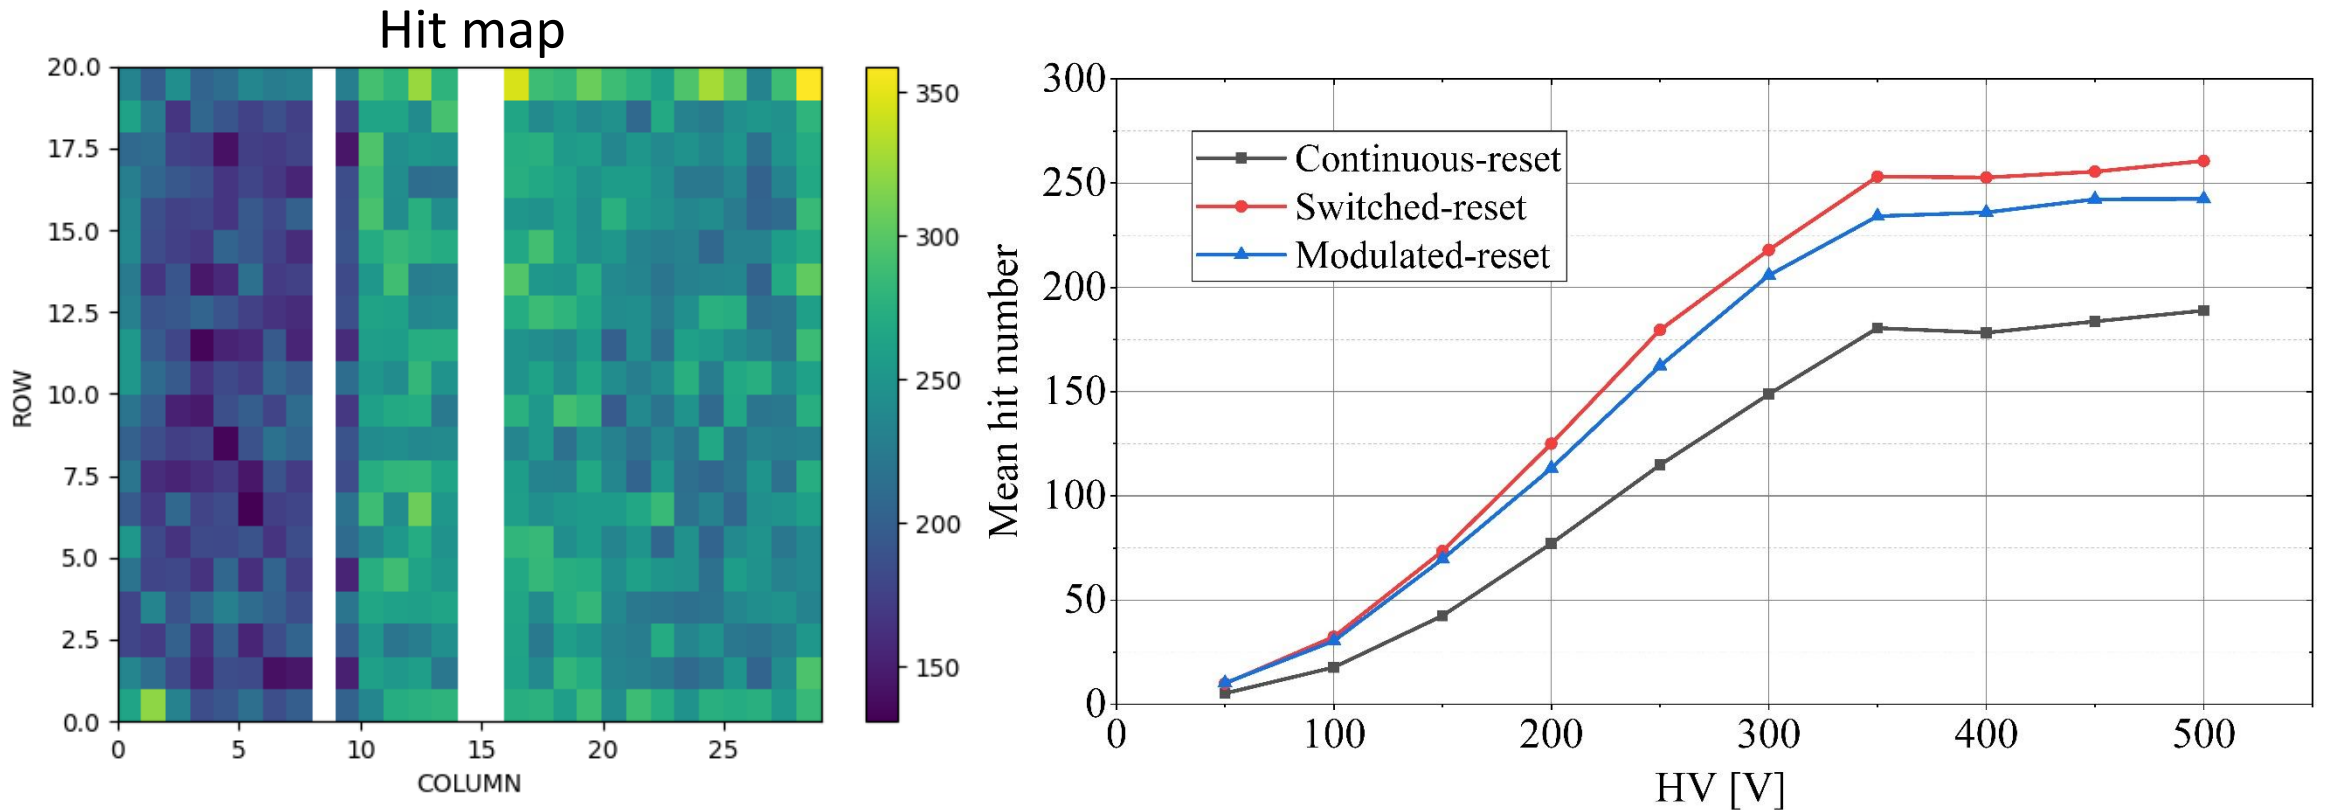 Hit map
20.0
17.5
15.0
12.5
10.0
7.5
5.0
2.5
0.0
ROW
0 5 10 15 20 25
COLUMN
350
300
250
200
150
300
250
200
150
100
50
0
Mean hit number
Continuous-reset
Switched-reset
Modulated-reset
0 100 200 300 400 500
HV [V]